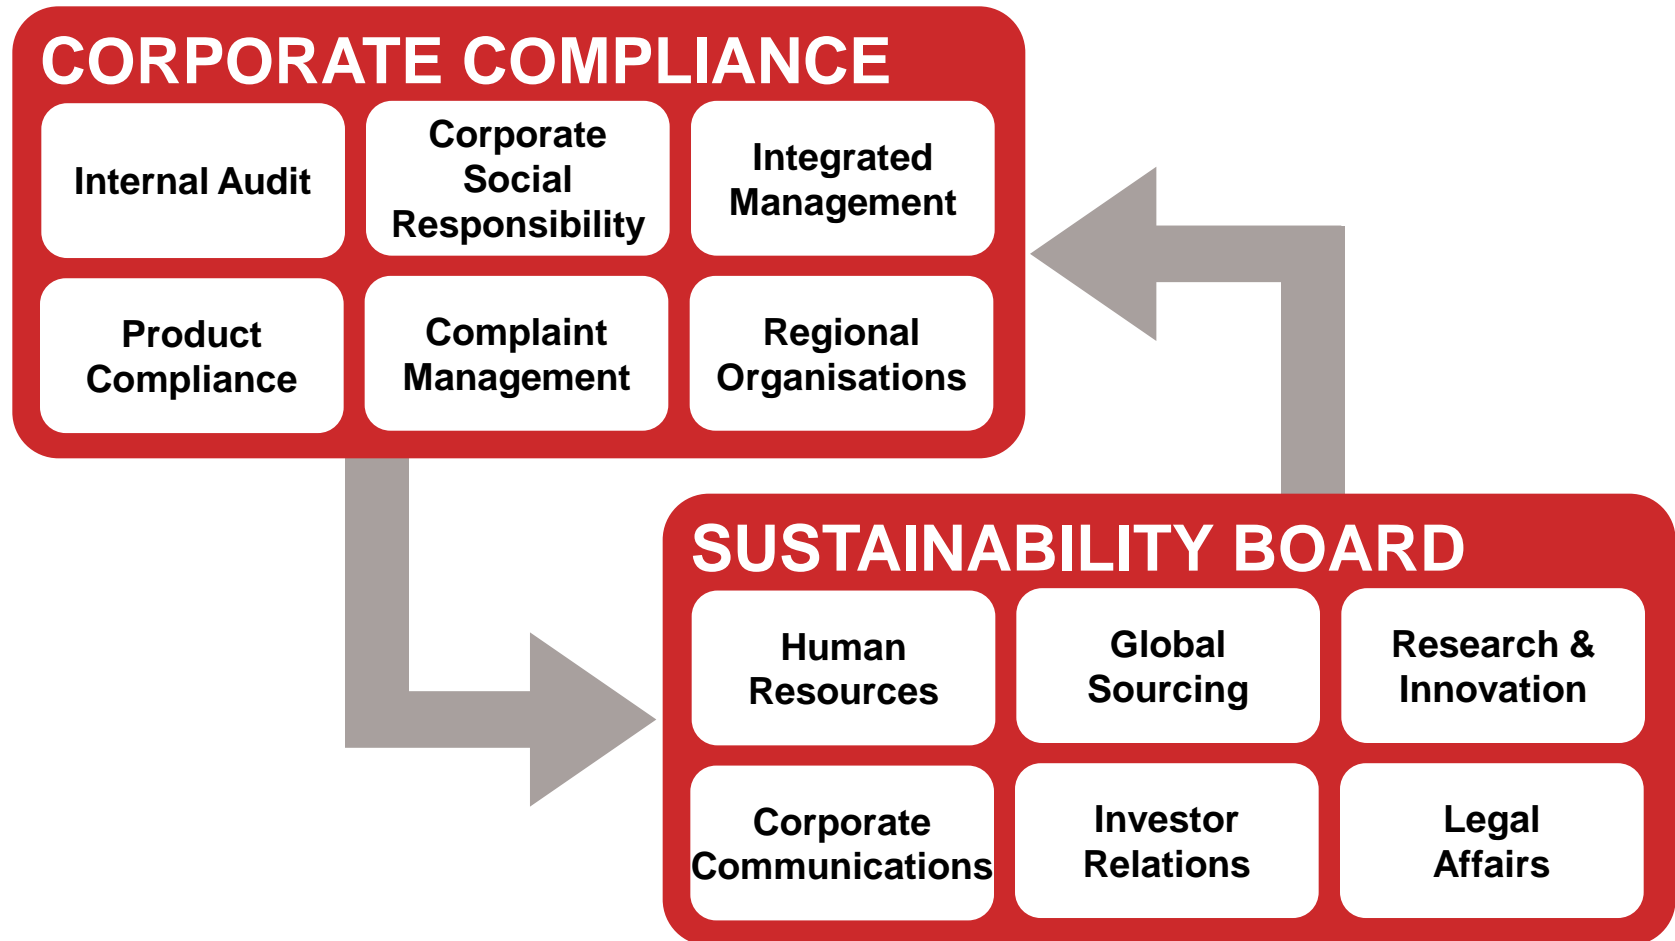 CORPORATE COMPLIANCE
Internal Audit
Corporate
Social
Responsibility
Integrated
Management
Product
Compliance
Complaint
Management
Regional
Organisations
SUSTAINABILITY BOARD
Human
Resources
Global
Sourcing
Research &
Innovation
Corporate
Communications
Investor
Relations
Legal
Affairs